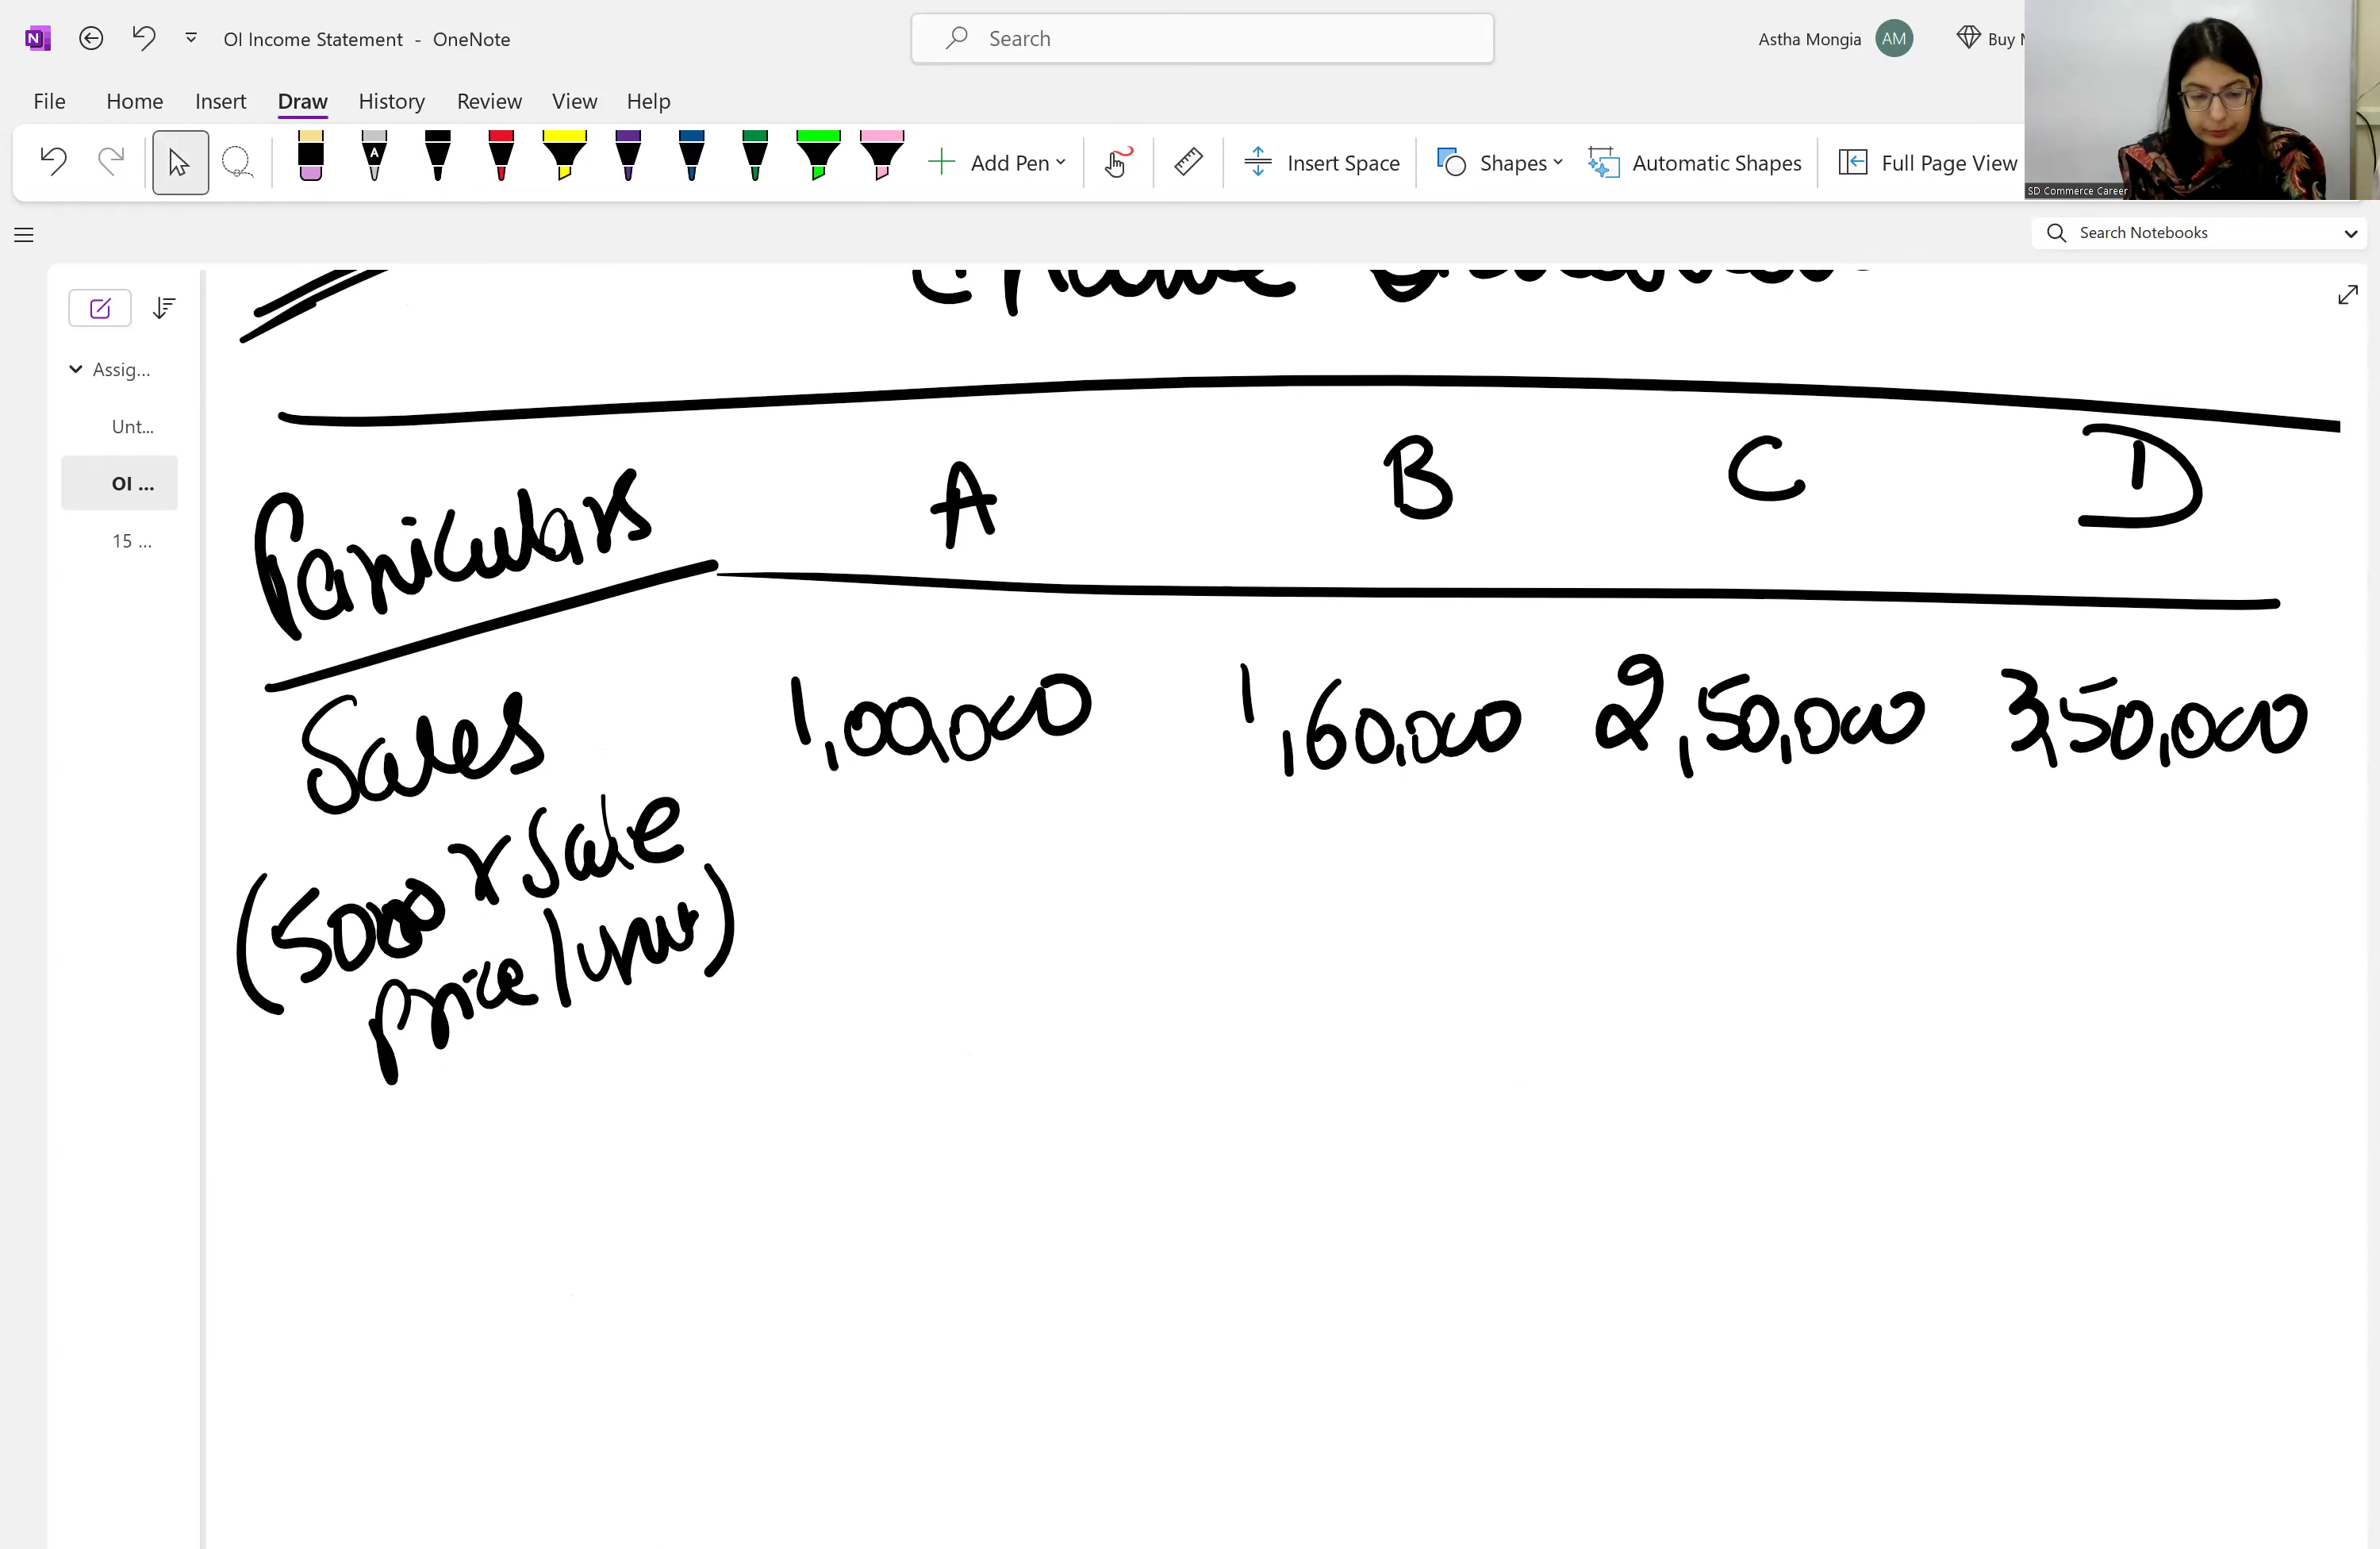 OI Income Statement - OneNote
Search
Astha Mongia AM Buy
File Home Insert Draw History Review View Help
Add Pen Insert Space Shapes Automatic Shapes Full Page View
SD Commerce Career
Search Notebooks
Assig...
Unt...
OI ...
15 ...
Particulars A B C D
Sales 1,00,000 1,60,000 2,50,000 3,50,000
(5000 x Sale
price/unit)